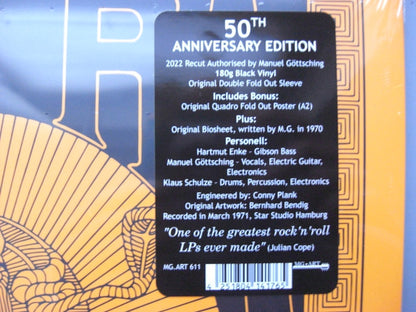 50TH
ANNIVERSARY EDITION
2022 Recut Authorised by Manuel Göttsching
180g Black Vinyl
Original Double Fold Out Sleeve
Includes Bonus:
Original Quadro Fold Out Poster (A2)
Plus:
Original Biosheet, written by M.G. in 1970
Personell:
Hartmut Enke - Gibson Bass
Manuel Göttsching - Vocals, Electric Guitar,
Electronics
Klaus Schulze - Drums, Percussion, Electronics
Engineered by: Conny Plank
Original Artwork: Bernhard Bendig
Recorded in March 1971, Star Studio Hamburg
"One of the greatest rock'n'roll
LPs ever made" (Julian Cope)
MG.ART 611
MG.ART